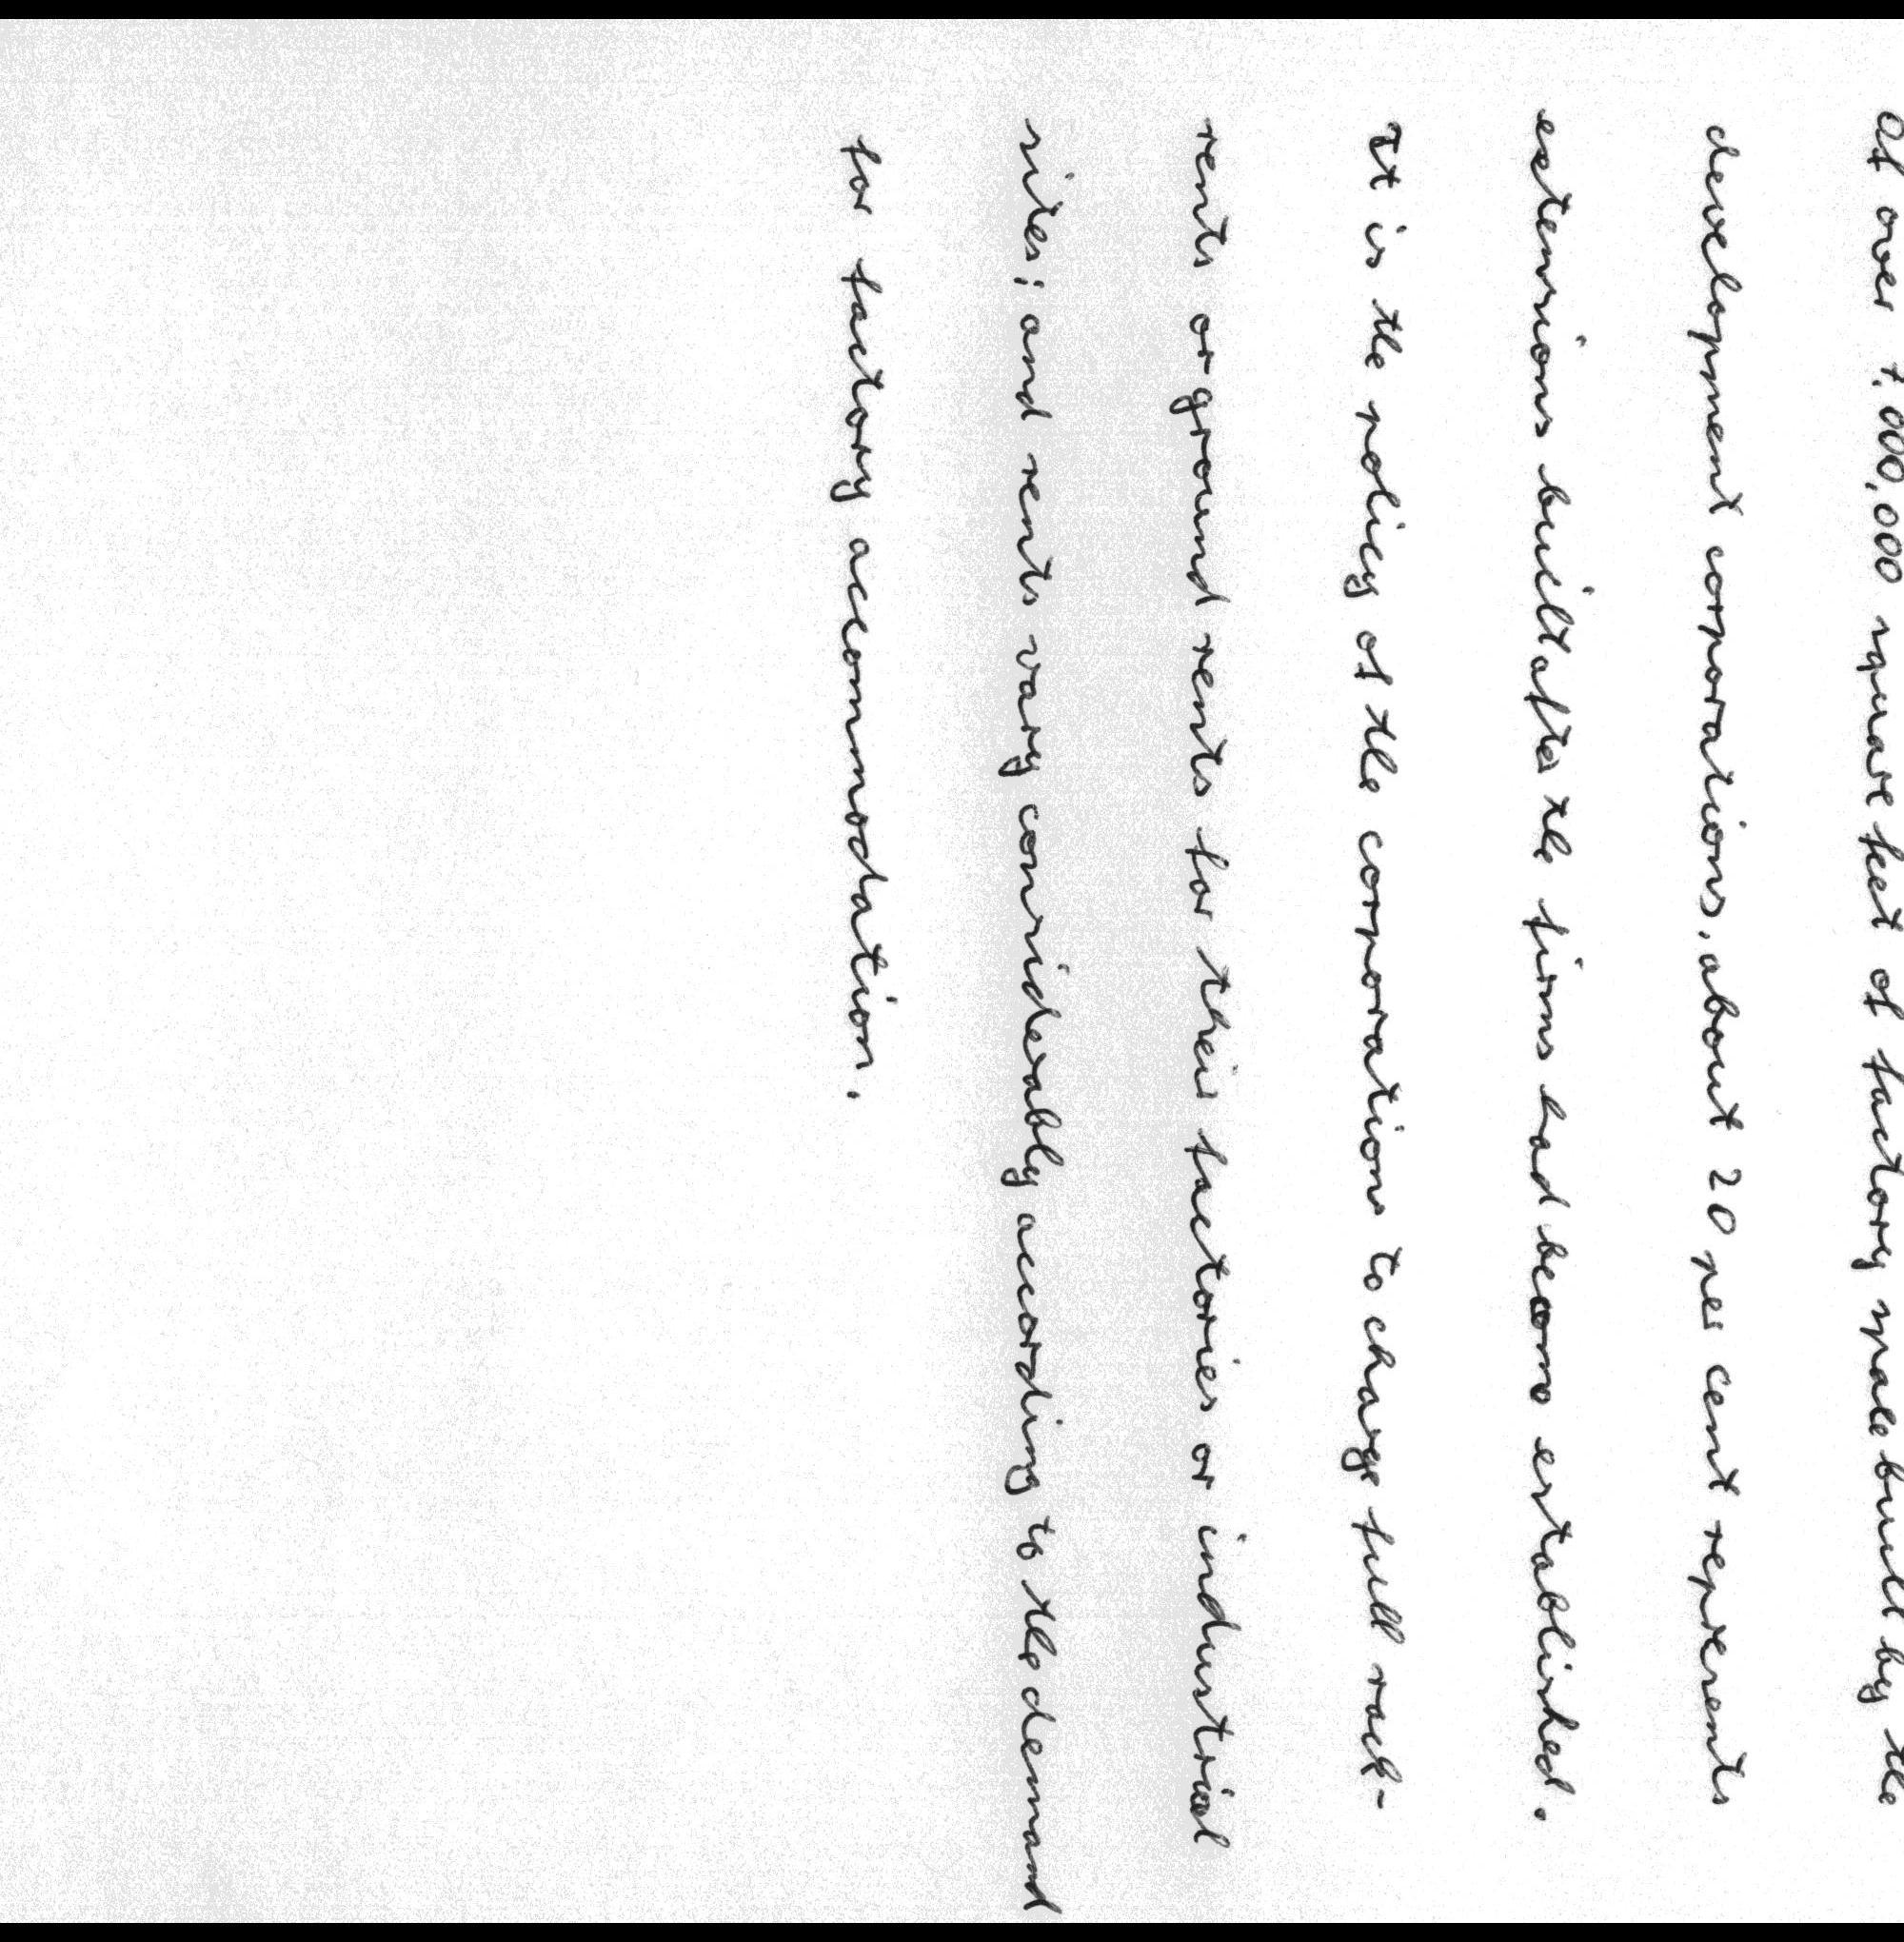 Of over 7,000,000 square feet of factory space built by the
development corporations, about 20 per cent represents
extensions built after the firms had become established.
It is the policy of the corporations to charge full rack-
rents or ground rents for their factories or industrial
sites; and rents vary considerably according to the demand
for factory accommodation.